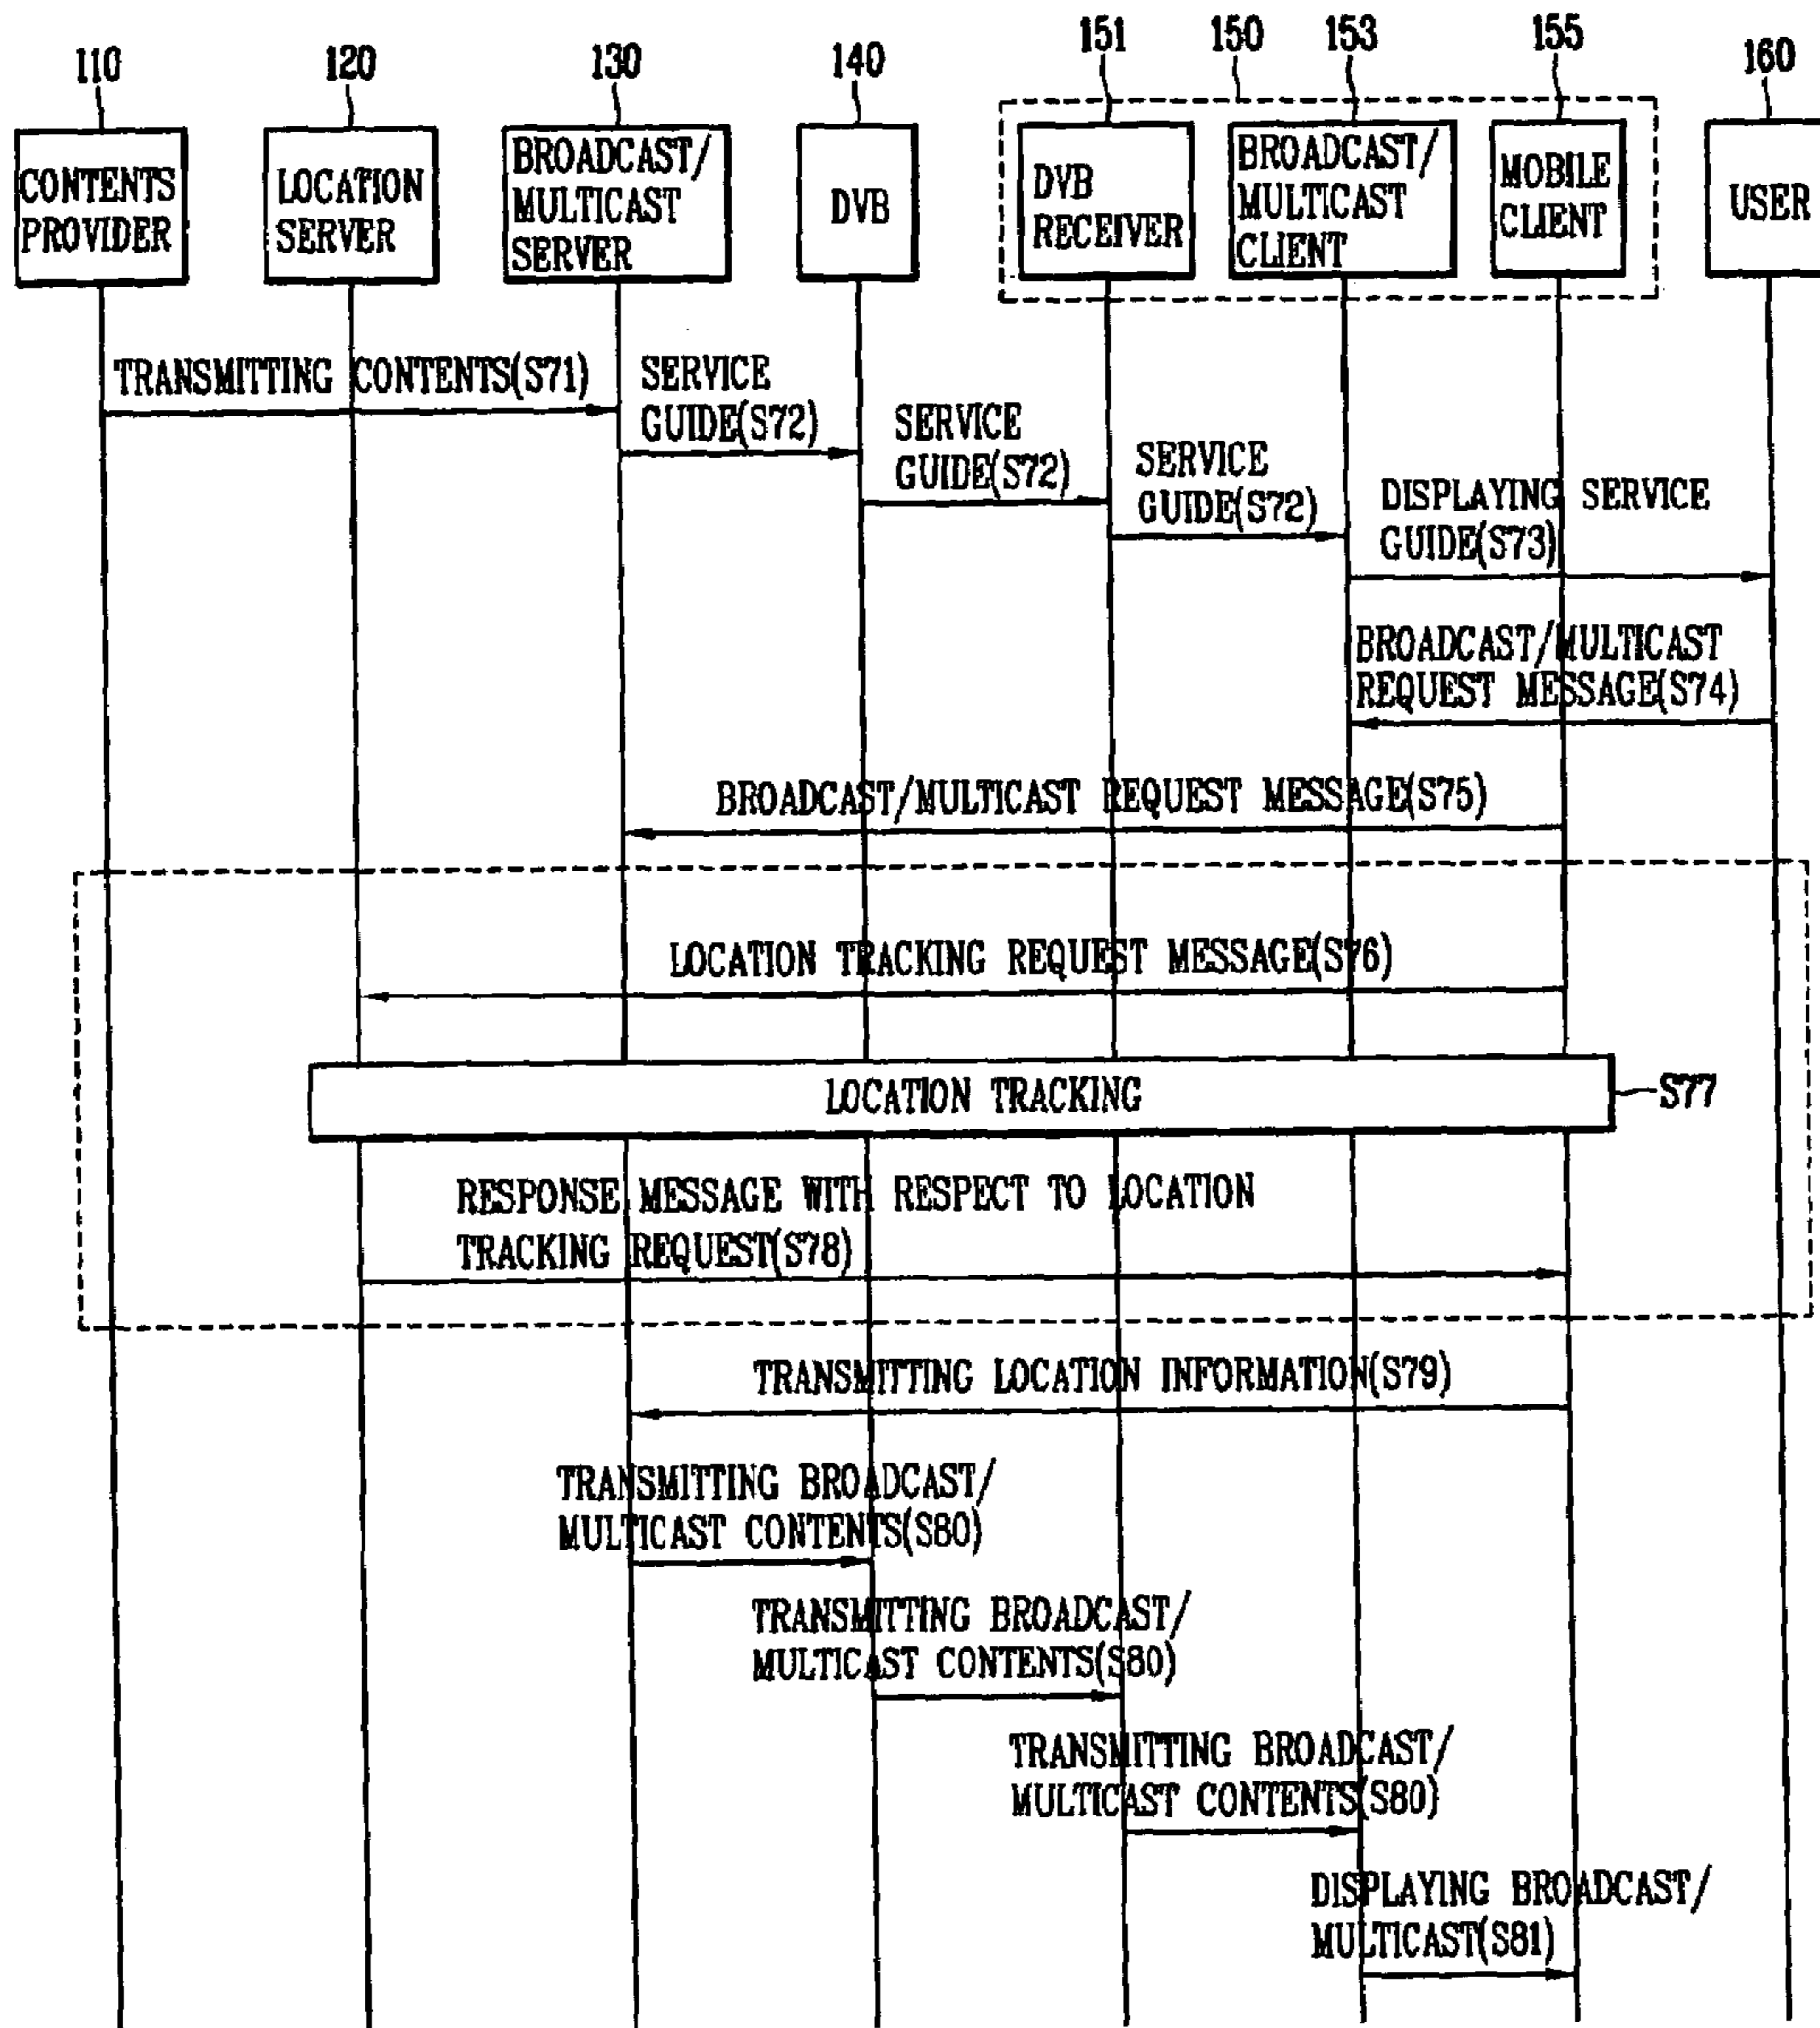 110
120
130
140
151
150
153
155
160
CONTENTS
PROVIDER
LOCATION
SERVER
BROADCAST/
MULTICAST
SERVER
DVB
DVB
RECEIVER
BROADCAST/
MULTICAST
CLIENT
MOBILE
CLIENT
USER
TRANSMITTING CONTENTS(S71)
SERVICE
GUIDE(S72)
SERVICE
GUIDE(S72)
SERVICE
GUIDE(S72)
DISPLAYING SERVICE
GUIDE(S73)
BROADCAST/MULTICAST
REQUEST MESSAGE(S74)
BROADCAST/MULTICAST REQUEST MESSAGE(S75)
LOCATION TRACKING REQUEST MESSAGE(S76)
LOCATION TRACKING
S77
RESPONSE MESSAGE WITH RESPECT TO LOCATION
TRACKING REQUEST(S78)
TRANSMITTING LOCATION INFORMATION(S79)
TRANSMITTING BROADCAST/
MULTICAST CONTENTS(S80)
TRANSMITTING BROADCAST/
MULTICAST CONTENTS(S80)
TRANSMITTING BROADCAST/
MULTICAST CONTENTS(S80)
DISPLAYING BROADCAST/
MULTICAST(S81)